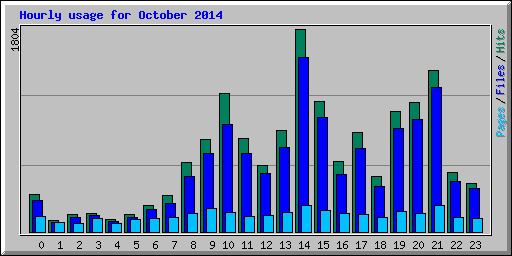 Hourly usage for October 2014
1804
Pages/Files/Hits
0 1 2 3 4 5 6 7 8 9 10 11 12 13 14 15 16 17 18 19 20 21 22 23